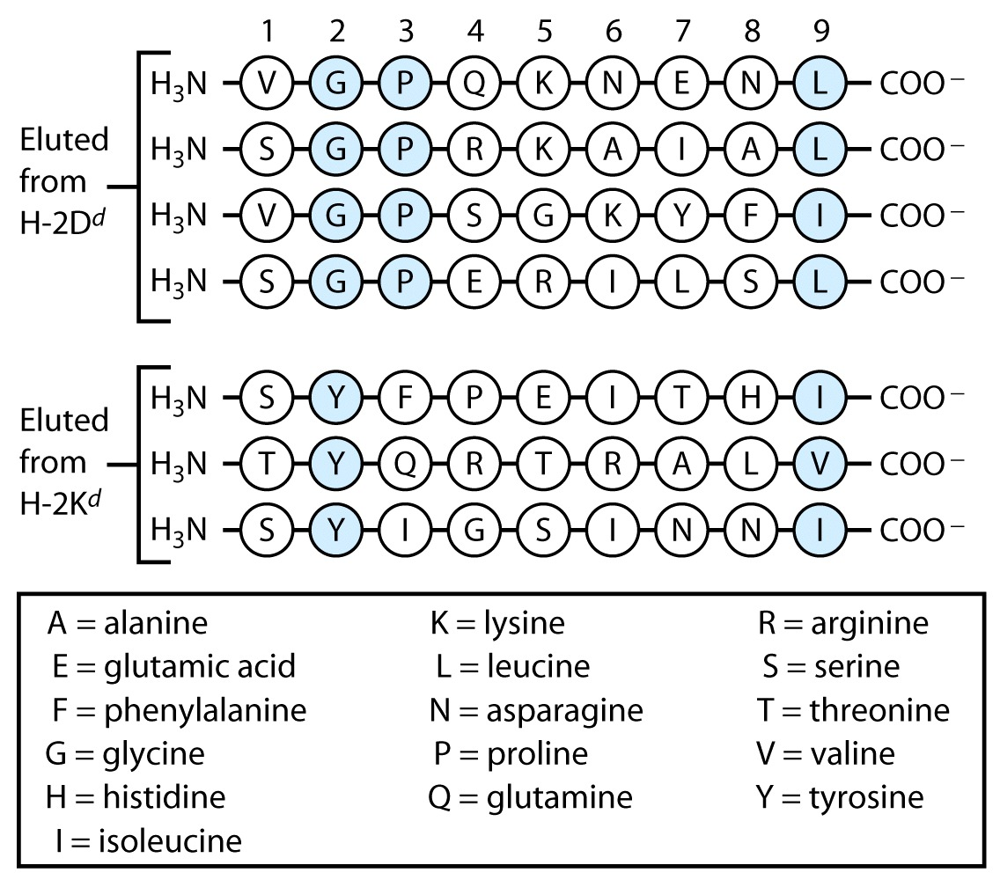 1 2 3 4 5 6 7 8 9
Eluted
from
H-2Dᵈ
H₃N V G P Q K N E N L COO⁻
H₃N S G P R K A I A L COO⁻
H₃N V G P S G K Y F I COO⁻
H₃N S G P E R I L S L COO⁻
Eluted
from
H-2Kᵈ
H₃N S Y F P E I T H I COO⁻
H₃N T Y Q R T R A L V COO⁻
H₃N S Y I G S I N N I COO⁻
A = alanine K = lysine R = arginine
E = glutamic acid L = leucine S = serine
F = phenylalanine N = asparagine T = threonine
G = glycine P = proline V = valine
H = histidine Q = glutamine Y = tyrosine
I = isoleucine